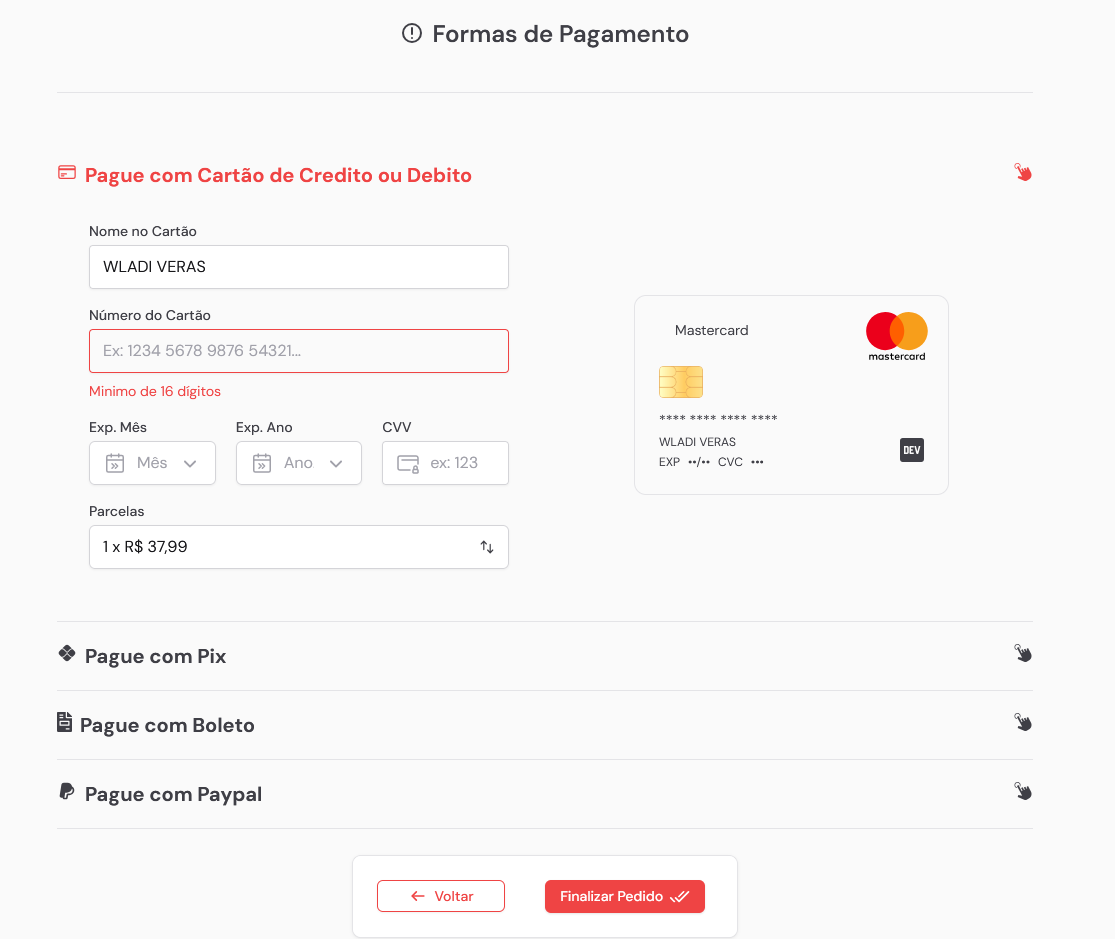 Formas de Pagamento
Pague com Cartão de Credito ou Debito
Nome no Cartão
WLADI VERAS
Número do Cartão
Ex: 1234 5678 9876 54321...
Minimo de 16 dígitos
Exp. Mês Exp. Ano CVV
Mês Ano ex: 123
Parcelas
1 x R$ 37,99
Mastercard
mastercard
**** **** **** ****
WLADI VERAS
EXP ••/•• CVC •••
DEV
Pague com Pix
Pague com Boleto
Pague com Paypal
Voltar Finalizar Pedido